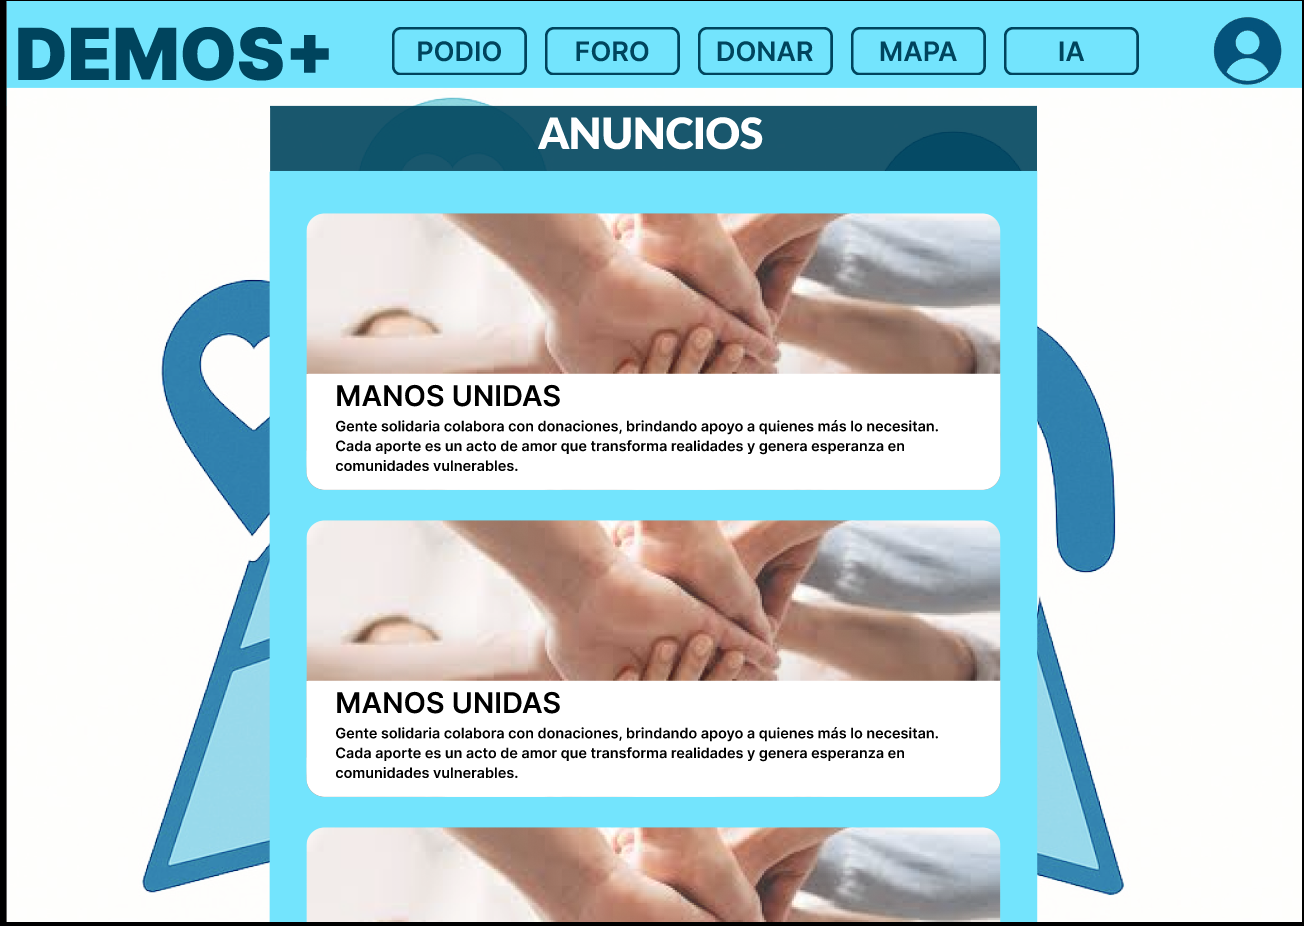 DEMOS+
PODIO
FORO
DONAR
MAPA
IA
ANUNCIOS
MANOS UNIDAS
Gente solidaria colabora con donaciones, brindando apoyo a quienes más lo necesitan.
Cada aporte es un acto de amor que transforma realidades y genera esperanza en
comunidades vulnerables.
MANOS UNIDAS
Gente solidaria colabora con donaciones, brindando apoyo a quienes más lo necesitan.
Cada aporte es un acto de amor que transforma realidades y genera esperanza en
comunidades vulnerables.